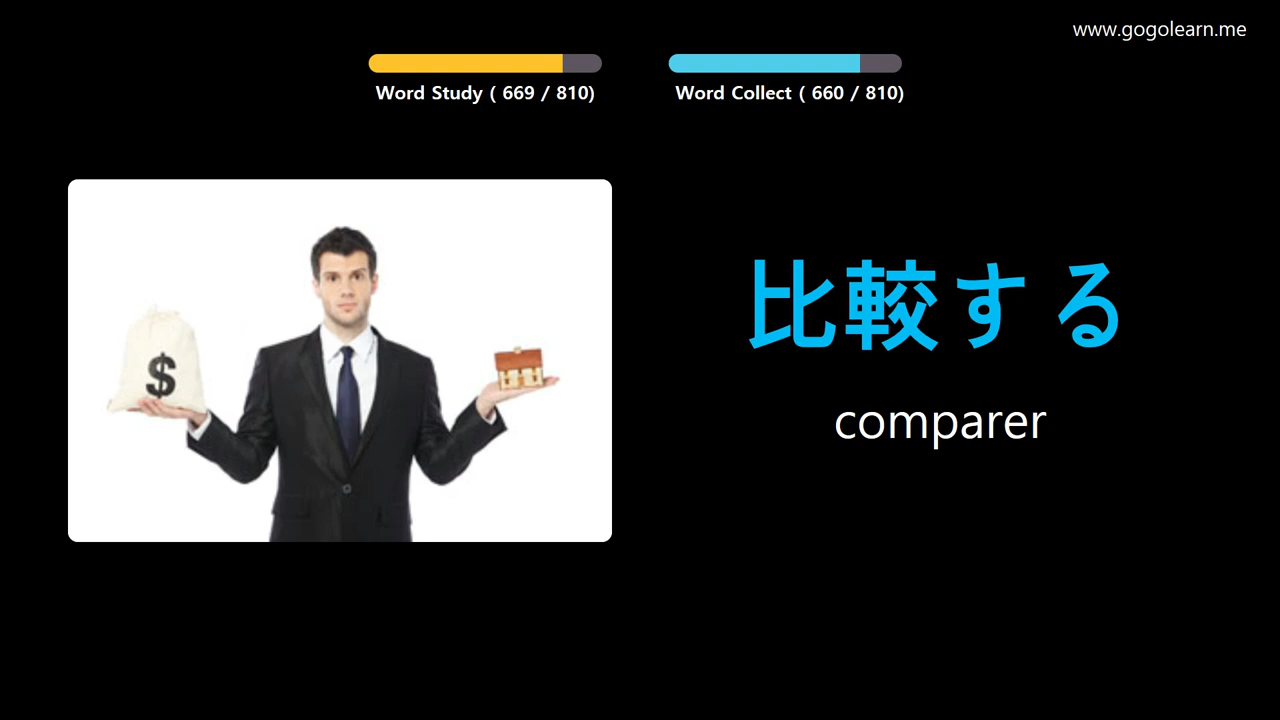 www.gogolearn.me
Word Study ( 669 / 810)
Word Collect ( 660 / 810)
$
比較する
comparer